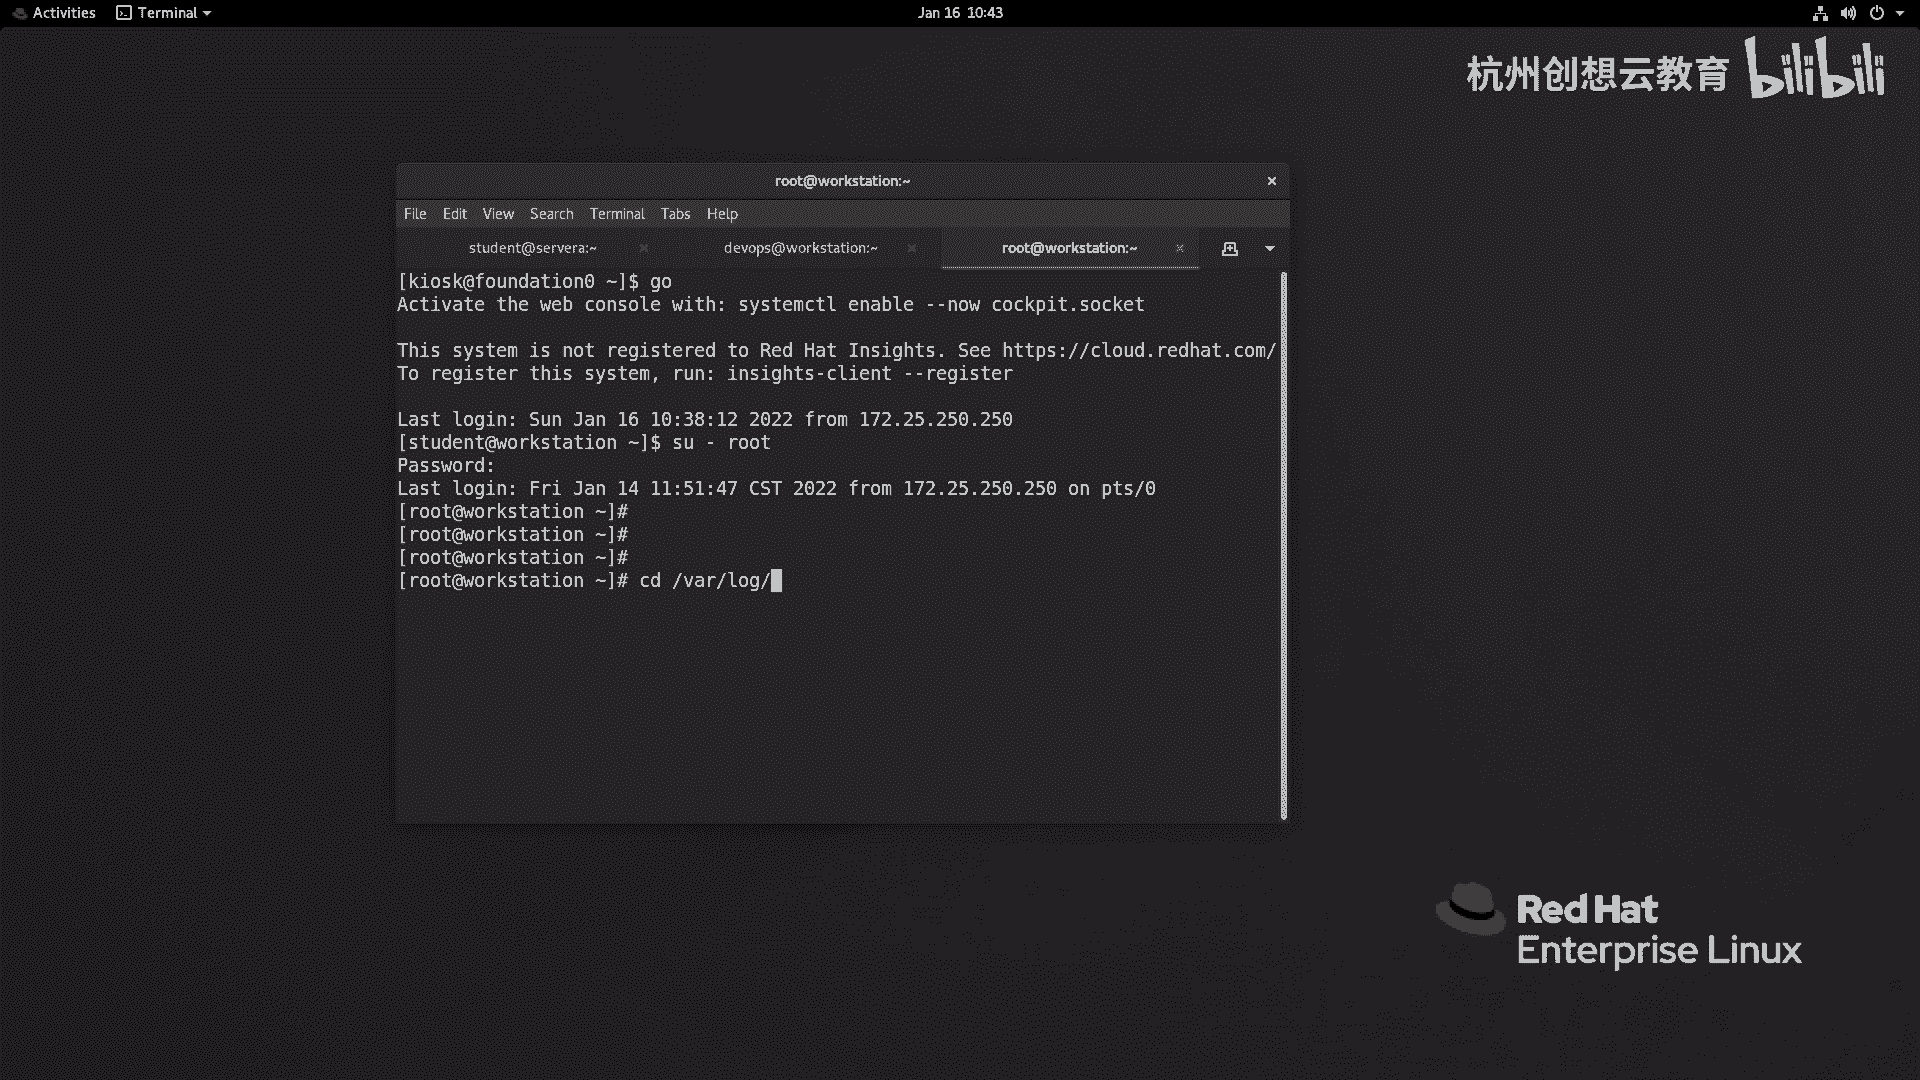 Activities Terminal Jan 16 10:43
杭州创想云教育 bilibili
root@workstation:~
File Edit View Search Terminal Tabs Help
student@servera:~ devops@workstation:~ root@workstation:~
[kiosk@foundation0 ~]$ go
Activate the web console with: systemctl enable --now cockpit.socket
This system is not registered to Red Hat Insights. See https://cloud.redhat.com/
To register this system, run: insights-client --register
Last login: Sun Jan 16 10:38:12 2022 from 172.25.250.250
[student@workstation ~]$ su - root
Password:
Last login: Fri Jan 14 11:51:47 CST 2022 from 172.25.250.250 on pts/0
[root@workstation ~]#
[root@workstation ~]#
[root@workstation ~]#
[root@workstation ~]# cd /var/log/
Red Hat
Enterprise Linux